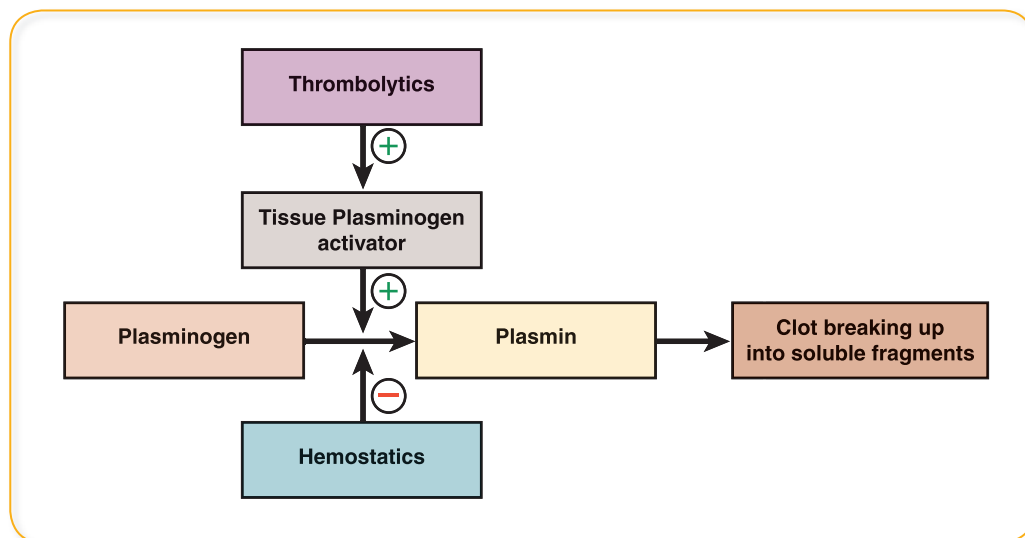 Thrombolytics
+
Tissue Plasminogen
activator
+
Plasminogen
Plasmin
Clot breaking up
into soluble fragments
−
Hemostatics